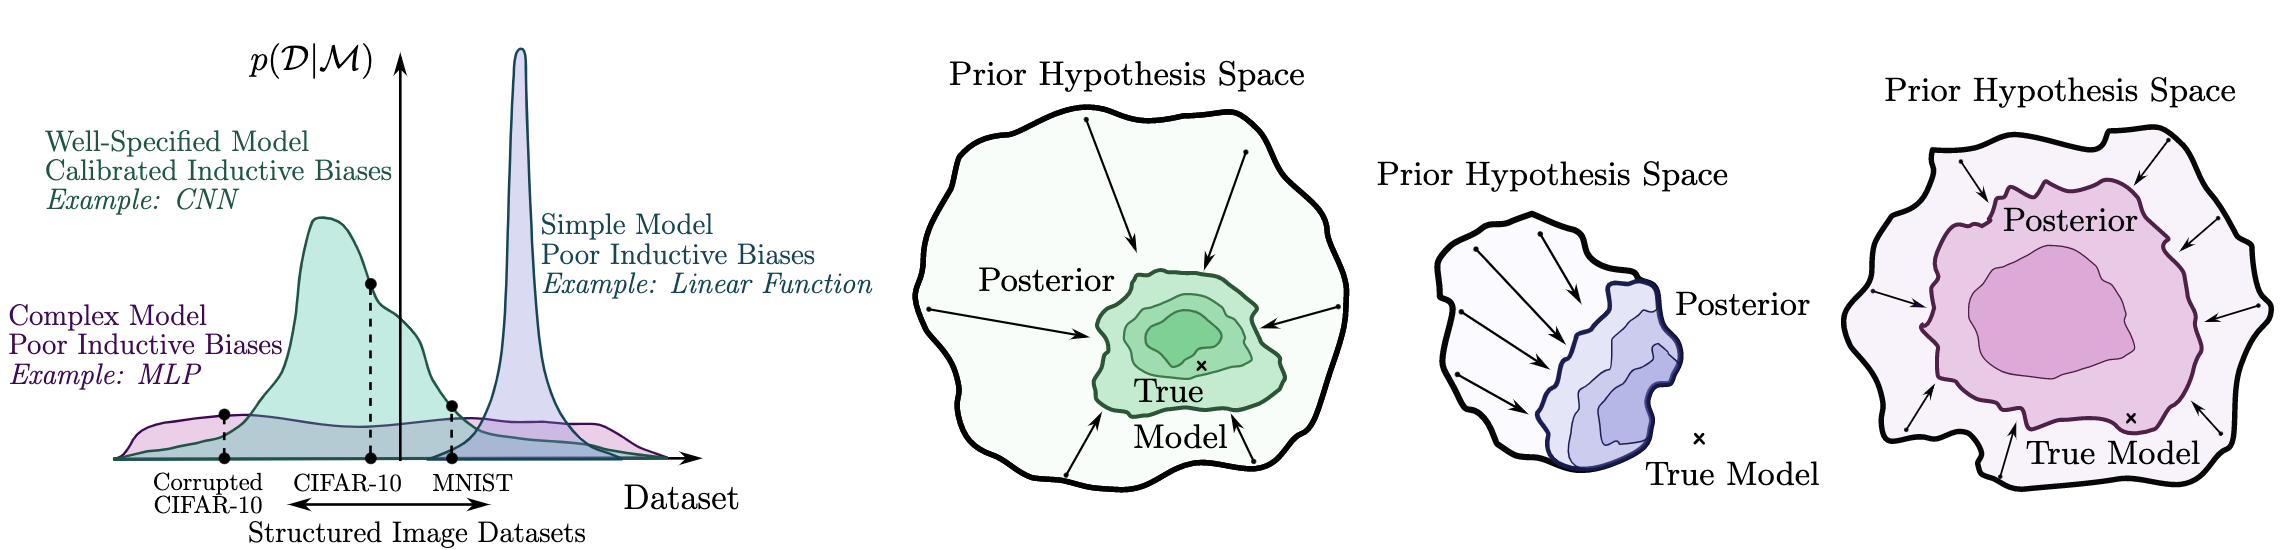 p(𝒟|ℳ)
Well-Specified Model
Calibrated Inductive Biases
Example: CNN
Simple Model
Poor Inductive Biases
Example: Linear Function
Complex Model
Poor Inductive Biases
Example: MLP
Corrupted
CIFAR-10
CIFAR-10
MNIST
Dataset
Structured Image Datasets
Prior Hypothesis Space
Posterior
True
Model
Prior Hypothesis Space
Posterior
True Model
Prior Hypothesis Space
Posterior
True Model